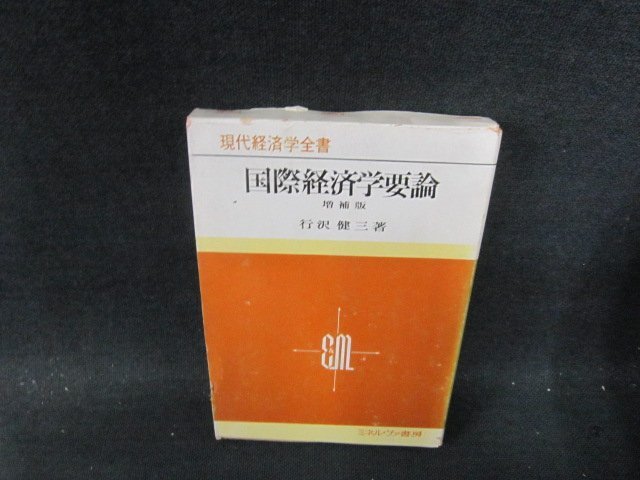 現代経済学全書
国際経済学要論
増補版
行沢健三著
E&M
ミネルヴァ書房